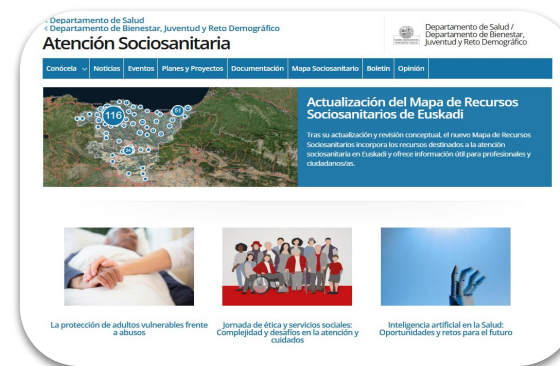 Departamento de Salud
Departamento de Bienestar, Juventud y Reto Demográfico
Atención Sociosanitaria
Departamento de Salud /
Departamento de Bienestar,
Juventud y Reto Demográfico
Conócela Noticias Eventos Planes y Proyectos Documentación Mapa Sociosanitario Boletín Opinión
116
51
Actualización del Mapa de Recursos
Sociosanitarios de Euskadi
Tras su actualización y revisión conceptual, el nuevo Mapa de Recursos
Sociosanitarios incorpora los recursos destinados a la atención
sociosanitaria en Euskadi y ofrece información útil para profesionales y
ciudadanos/as.
La protección de adultos vulnerables frente
a abusos
Jornada de ética y servicios sociales:
Complejidad y desafíos en la atención y
cuidados
Inteligencia artificial en la Salud:
Oportunidades y retos para el futuro